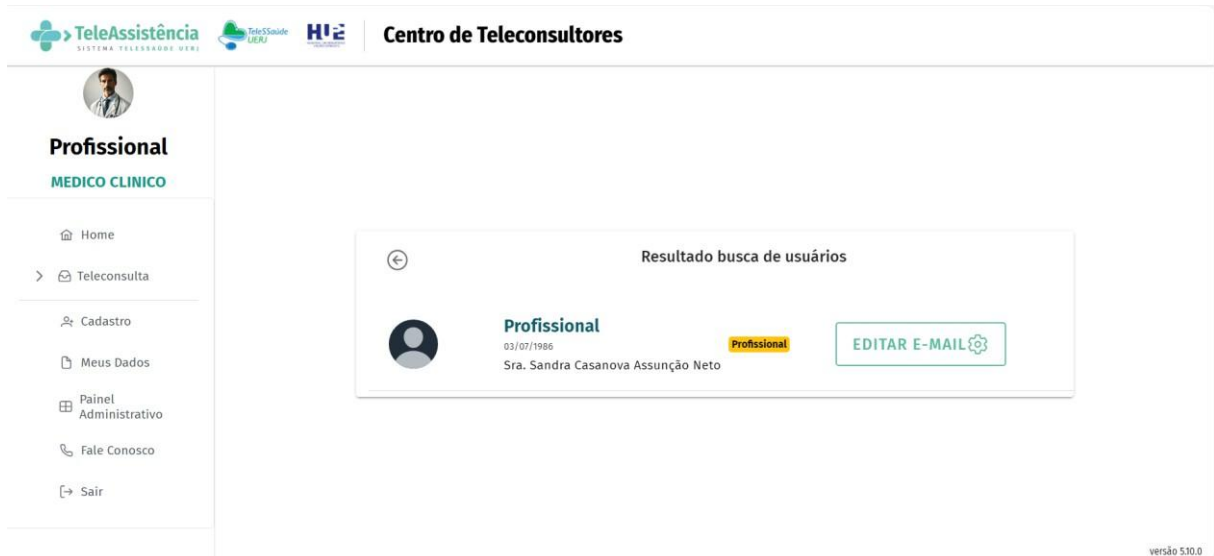 TeleAssistência
SISTEMA TELESSAÚDE UERJ
TeleSSaúde
UERJ
Centro de Teleconsultores
Profissional
MEDICO CLINICO
Home
Teleconsulta
Cadastro
Meus Dados
Painel
Administrativo
Fale Conosco
Sair
Resultado busca de usuários
Profissional
03/07/1986
Profissional
EDITAR E-MAIL
Sra. Sandra Casanova Assunção Neto
versão 5.10.0